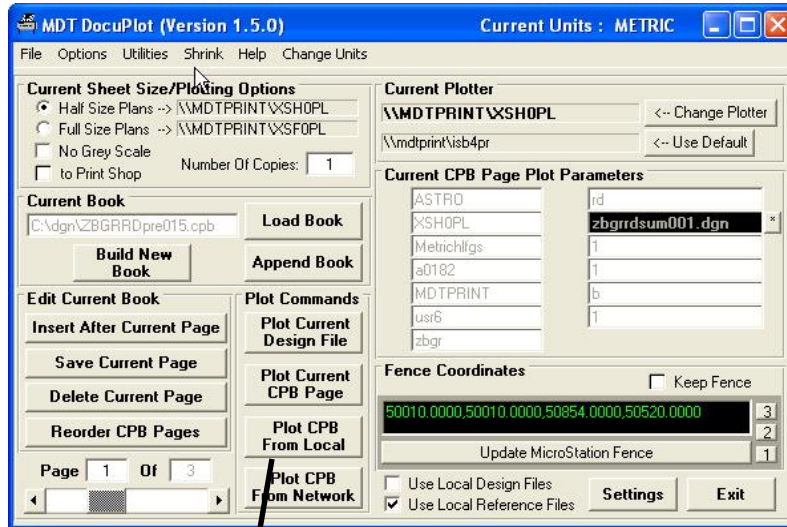 MDT DocuPlot (Version 1.5.0) Current Units : METRIC
File Options Utilities Shrink Help Change Units
Current Sheet Size/Plotting Options
Half Size Plans --> \\MDTPRINT\XSH0PL
Full Size Plans --> \\MDTPRINT\XSF0PL
No Grey Scale
to Print Shop
Number Of Copies: 1
Current Plotter
\\MDTPRINT\XSH0PL
<-- Change Plotter
\\mdtprint\isb4pr
<-- Use Default
Current Book
C:\dgn\ZBGRRDpre015.cpb
Load Book
Build New
Book
Append Book
Current CPB Page Plot Parameters
ASTRO
rd
XSH0PL
zbgrrdsum001.dgn
*
Metrichlfgs
1
a0182
1
MDTPRINT
b
usr6
1
zbgr
Edit Current Book
Insert After Current Page
Save Current Page
Delete Current Page
Reorder CPB Pages
Page 1 Of 3
Plot Commands
Plot Current
Design File
Plot Current
CPB Page
Plot CPB
From Local
Plot CPB
From Network
Fence Coordinates
Keep Fence
50010.0000,50010.0000,50854.0000,50520.0000
3
2
1
Update MicroStation Fence
Use Local Design Files
Use Local Reference Files
Settings
Exit